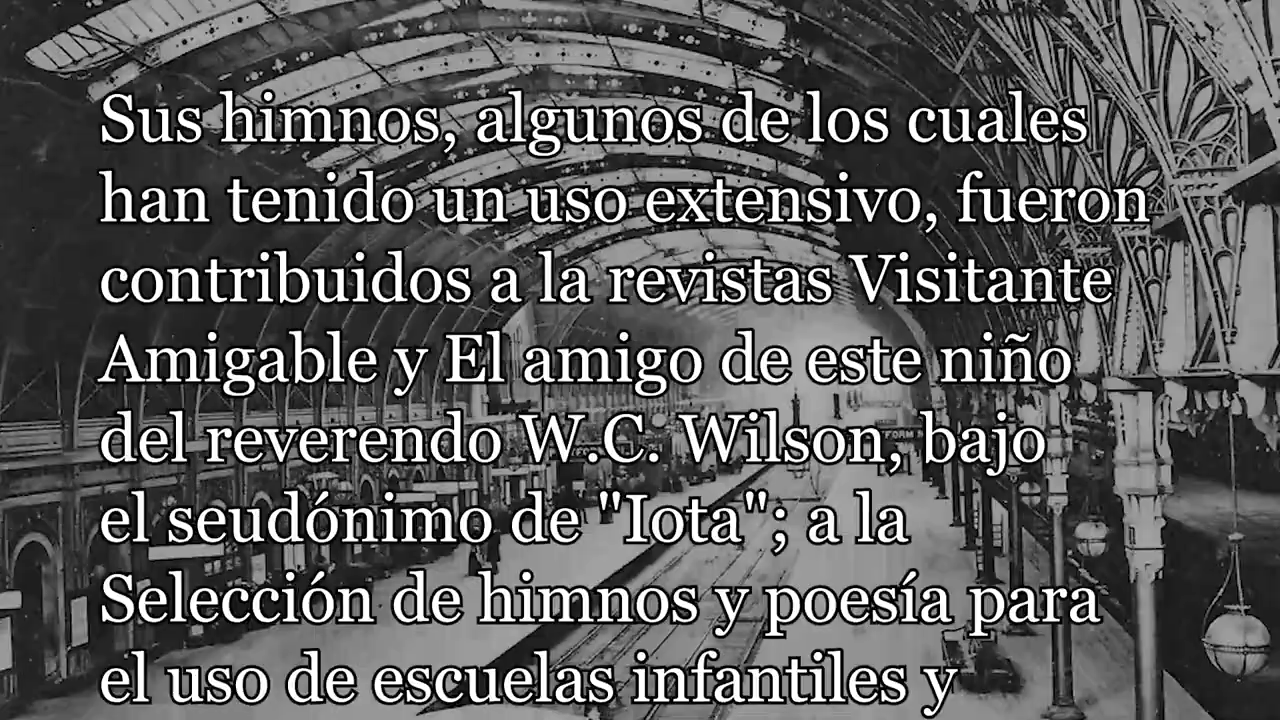 Sus himnos, algunos de los cuales
han tenido un uso extensivo, fueron
contribuidos a la revistas Visitante
Amigable y El amigo de este niño
del reverendo W.C. Wilson, bajo
el seudónimo de "Iota"; a la
Selección de himnos y poesía para
el uso de escuelas infantiles y